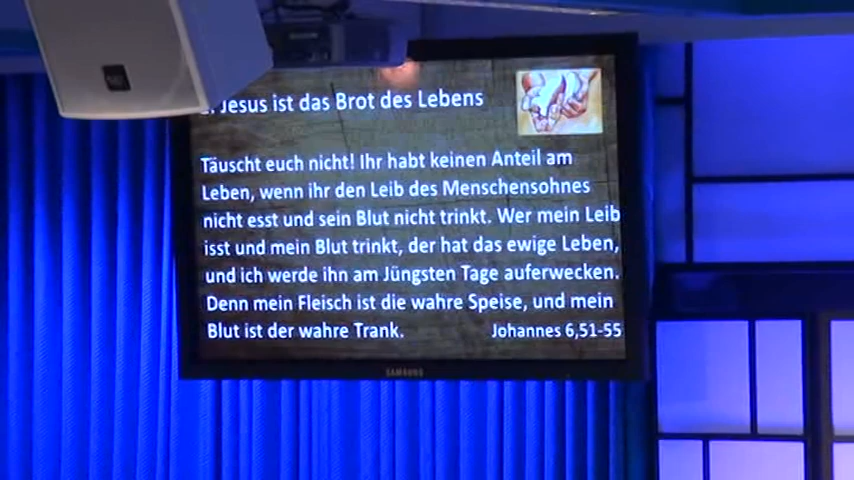 Jesus ist das Brot des Lebens
Täuscht euch nicht! Ihr habt keinen Anteil am
Leben, wenn ihr den Leib des Menschensohnes
nicht esst und sein Blut nicht trinkt. Wer mein Leib
isst und mein Blut trinkt, der hat das ewige Leben,
und ich werde ihn am Jüngsten Tage auferwecken.
Denn mein Fleisch ist die wahre Speise, und mein
Blut ist der wahre Trank. Johannes 6,51-55
SAMSUNG